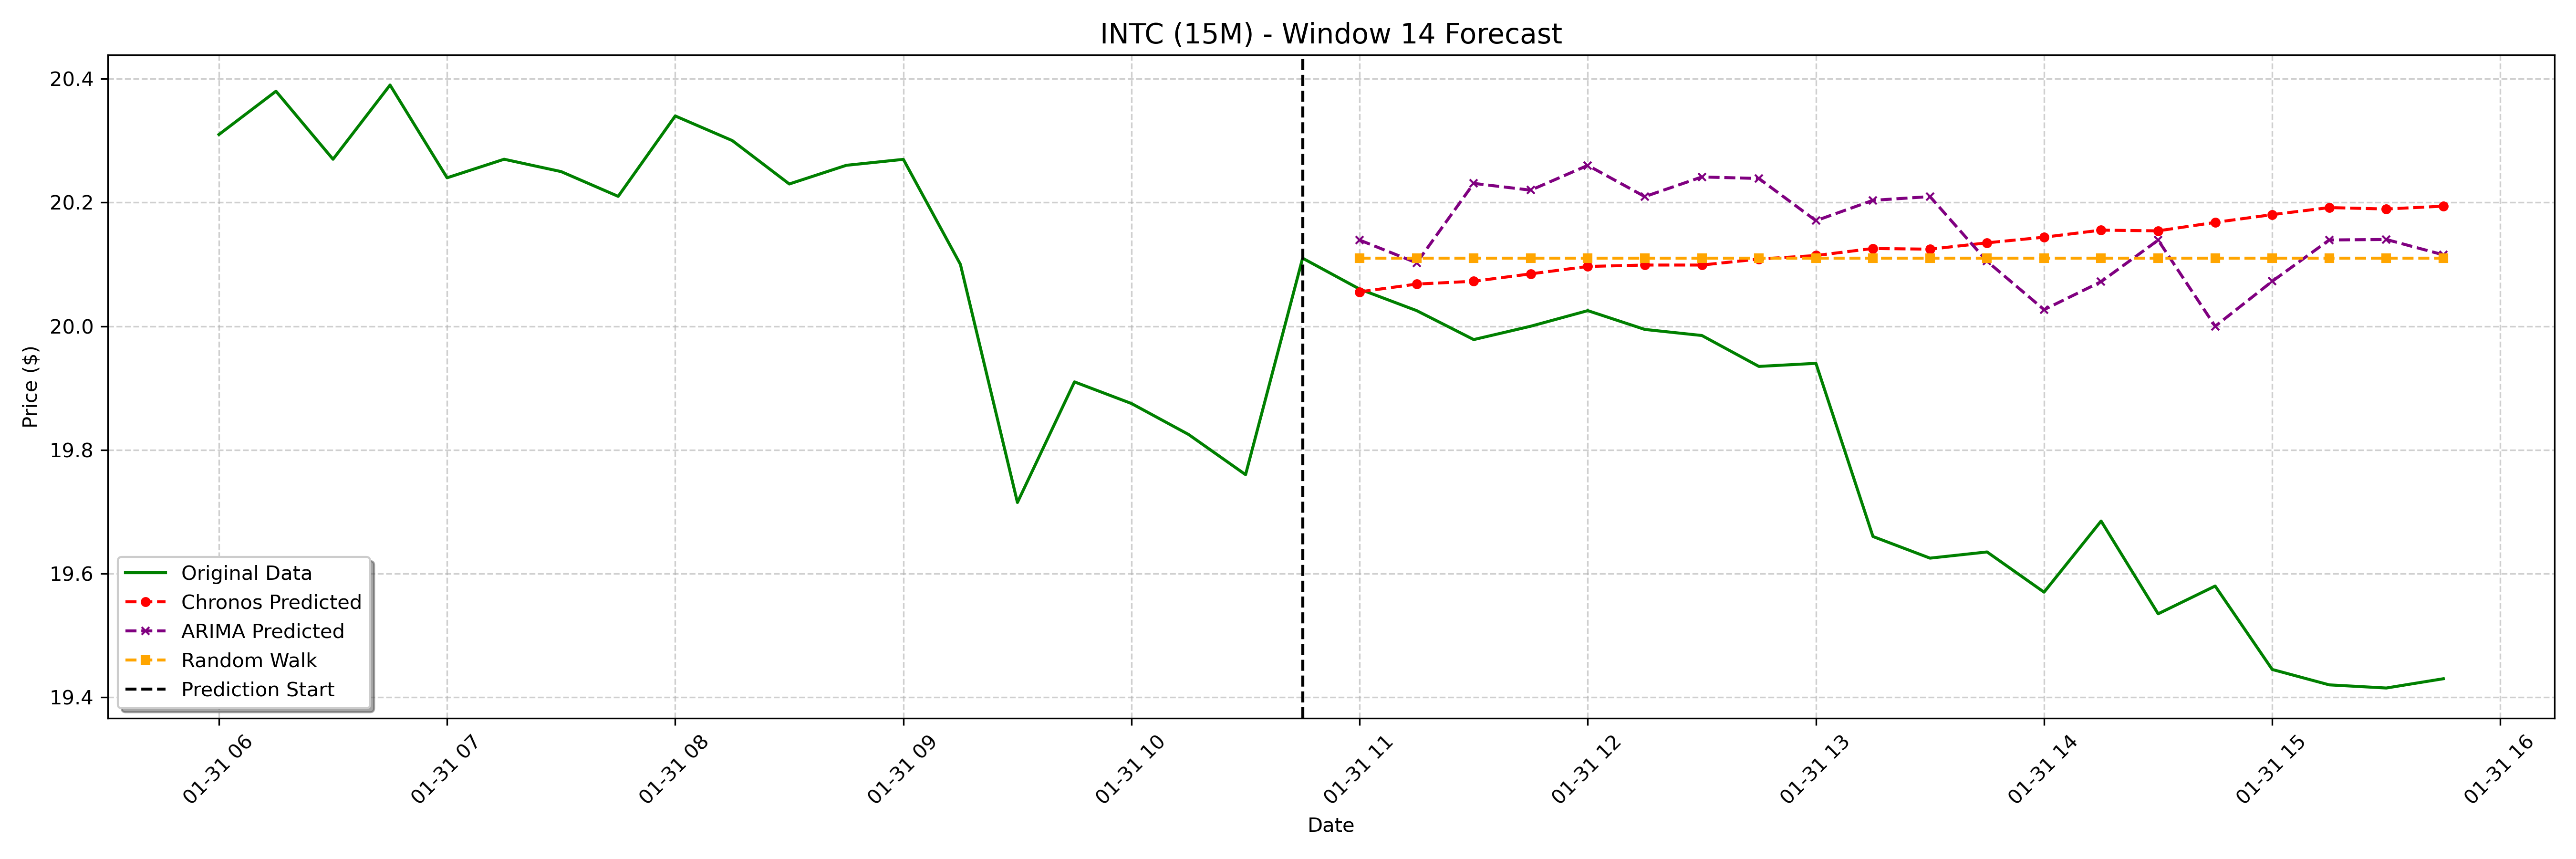 INTC (15M) - Window 14 Forecast
Price ($)
20.4
20.2
20.0
19.8
19.6
19.4
Original Data
Chronos Predicted
ARIMA Predicted
Random Walk
Prediction Start
01-31 06
01-31 07
01-31 08
01-31 09
01-31 10
01-31 11
01-31 12
01-31 13
01-31 14
01-31 15
01-31 16
Date